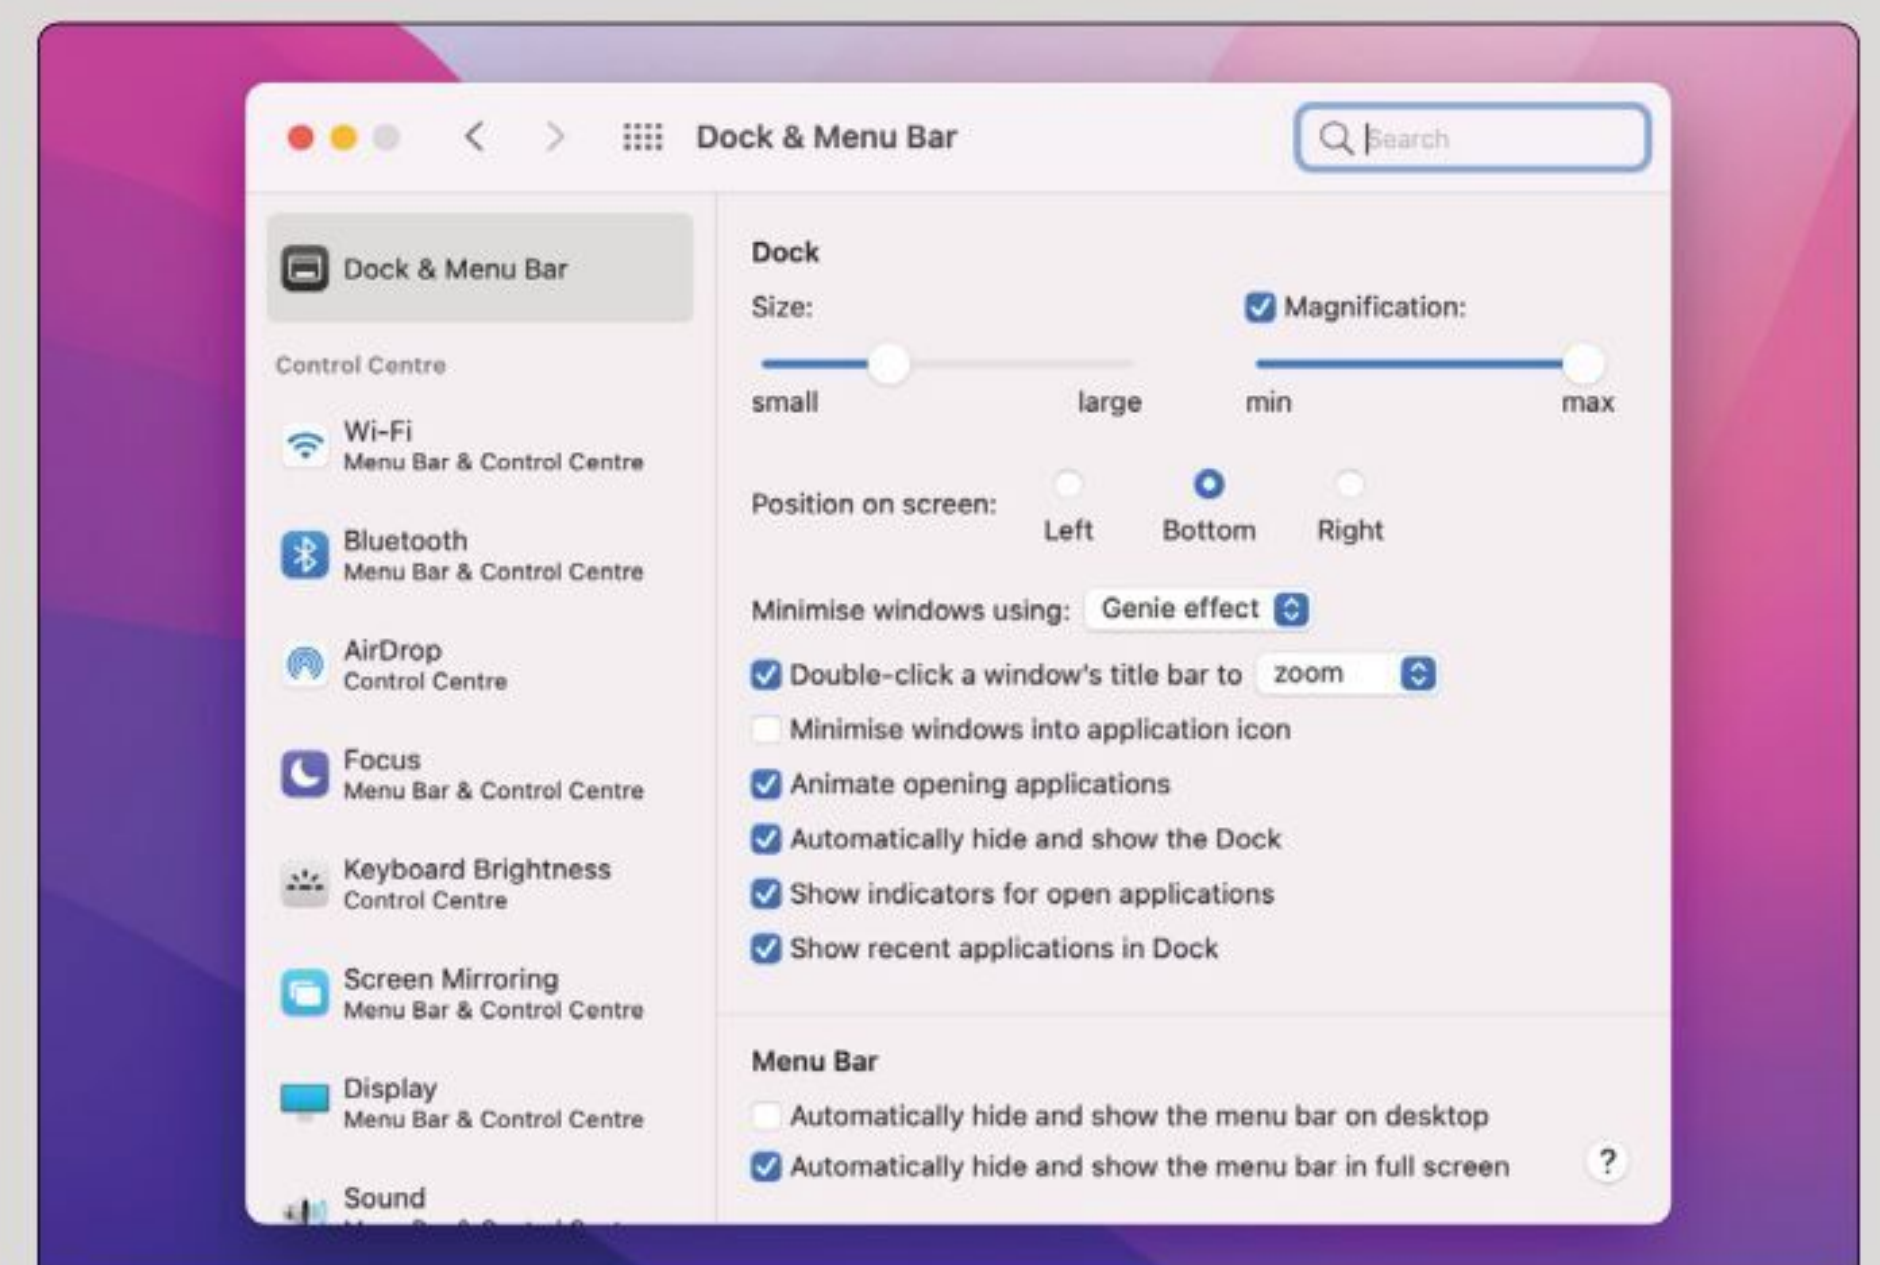 Dock & Menu Bar
Search
Dock & Menu Bar
Control Centre
Wi-Fi
Menu Bar & Control Centre
Bluetooth
Menu Bar & Control Centre
AirDrop
Control Centre
Focus
Menu Bar & Control Centre
Keyboard Brightness
Control Centre
Screen Mirroring
Menu Bar & Control Centre
Display
Menu Bar & Control Centre
Sound
Dock
Size:
Magnification:
small large min max
Position on screen:
Left Bottom Right
Minimise windows using: Genie effect
Double-click a window's title bar to zoom
Minimise windows into application icon
Animate opening applications
Automatically hide and show the Dock
Show indicators for open applications
Show recent applications in Dock
Menu Bar
Automatically hide and show the menu bar on desktop
Automatically hide and show the menu bar in full screen
?